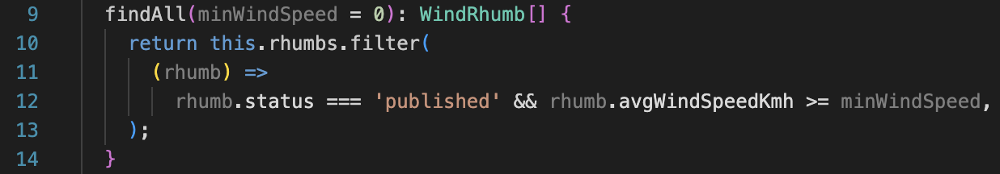 9 findAll(minWindSpeed = 0): WindRhumb[] {
10 return this.rhumbs.filter(
11 (rhumb) =>
12 rhumb.status === 'published' && rhumb.avgWindSpeedKmh >= minWindSpeed,
13 );
14 }